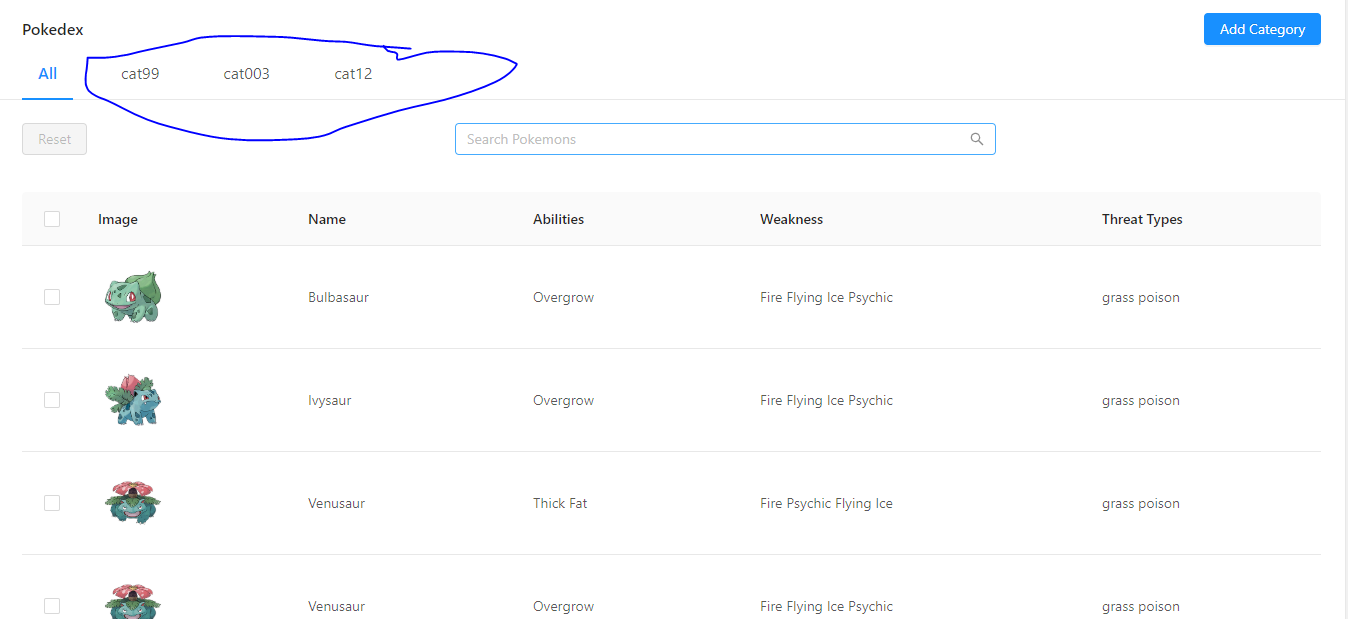 Pokedex
Add Category
All cat99 cat003 cat12
Reset
Search Pokemons
Image Name Abilities Weakness Threat Types
Bulbasaur Overgrow Fire Flying Ice Psychic grass poison
Ivysaur Overgrow Fire Flying Ice Psychic grass poison
Venusaur Thick Fat Fire Psychic Flying Ice grass poison
Venusaur Overgrow Fire Flying Ice Psychic grass poison